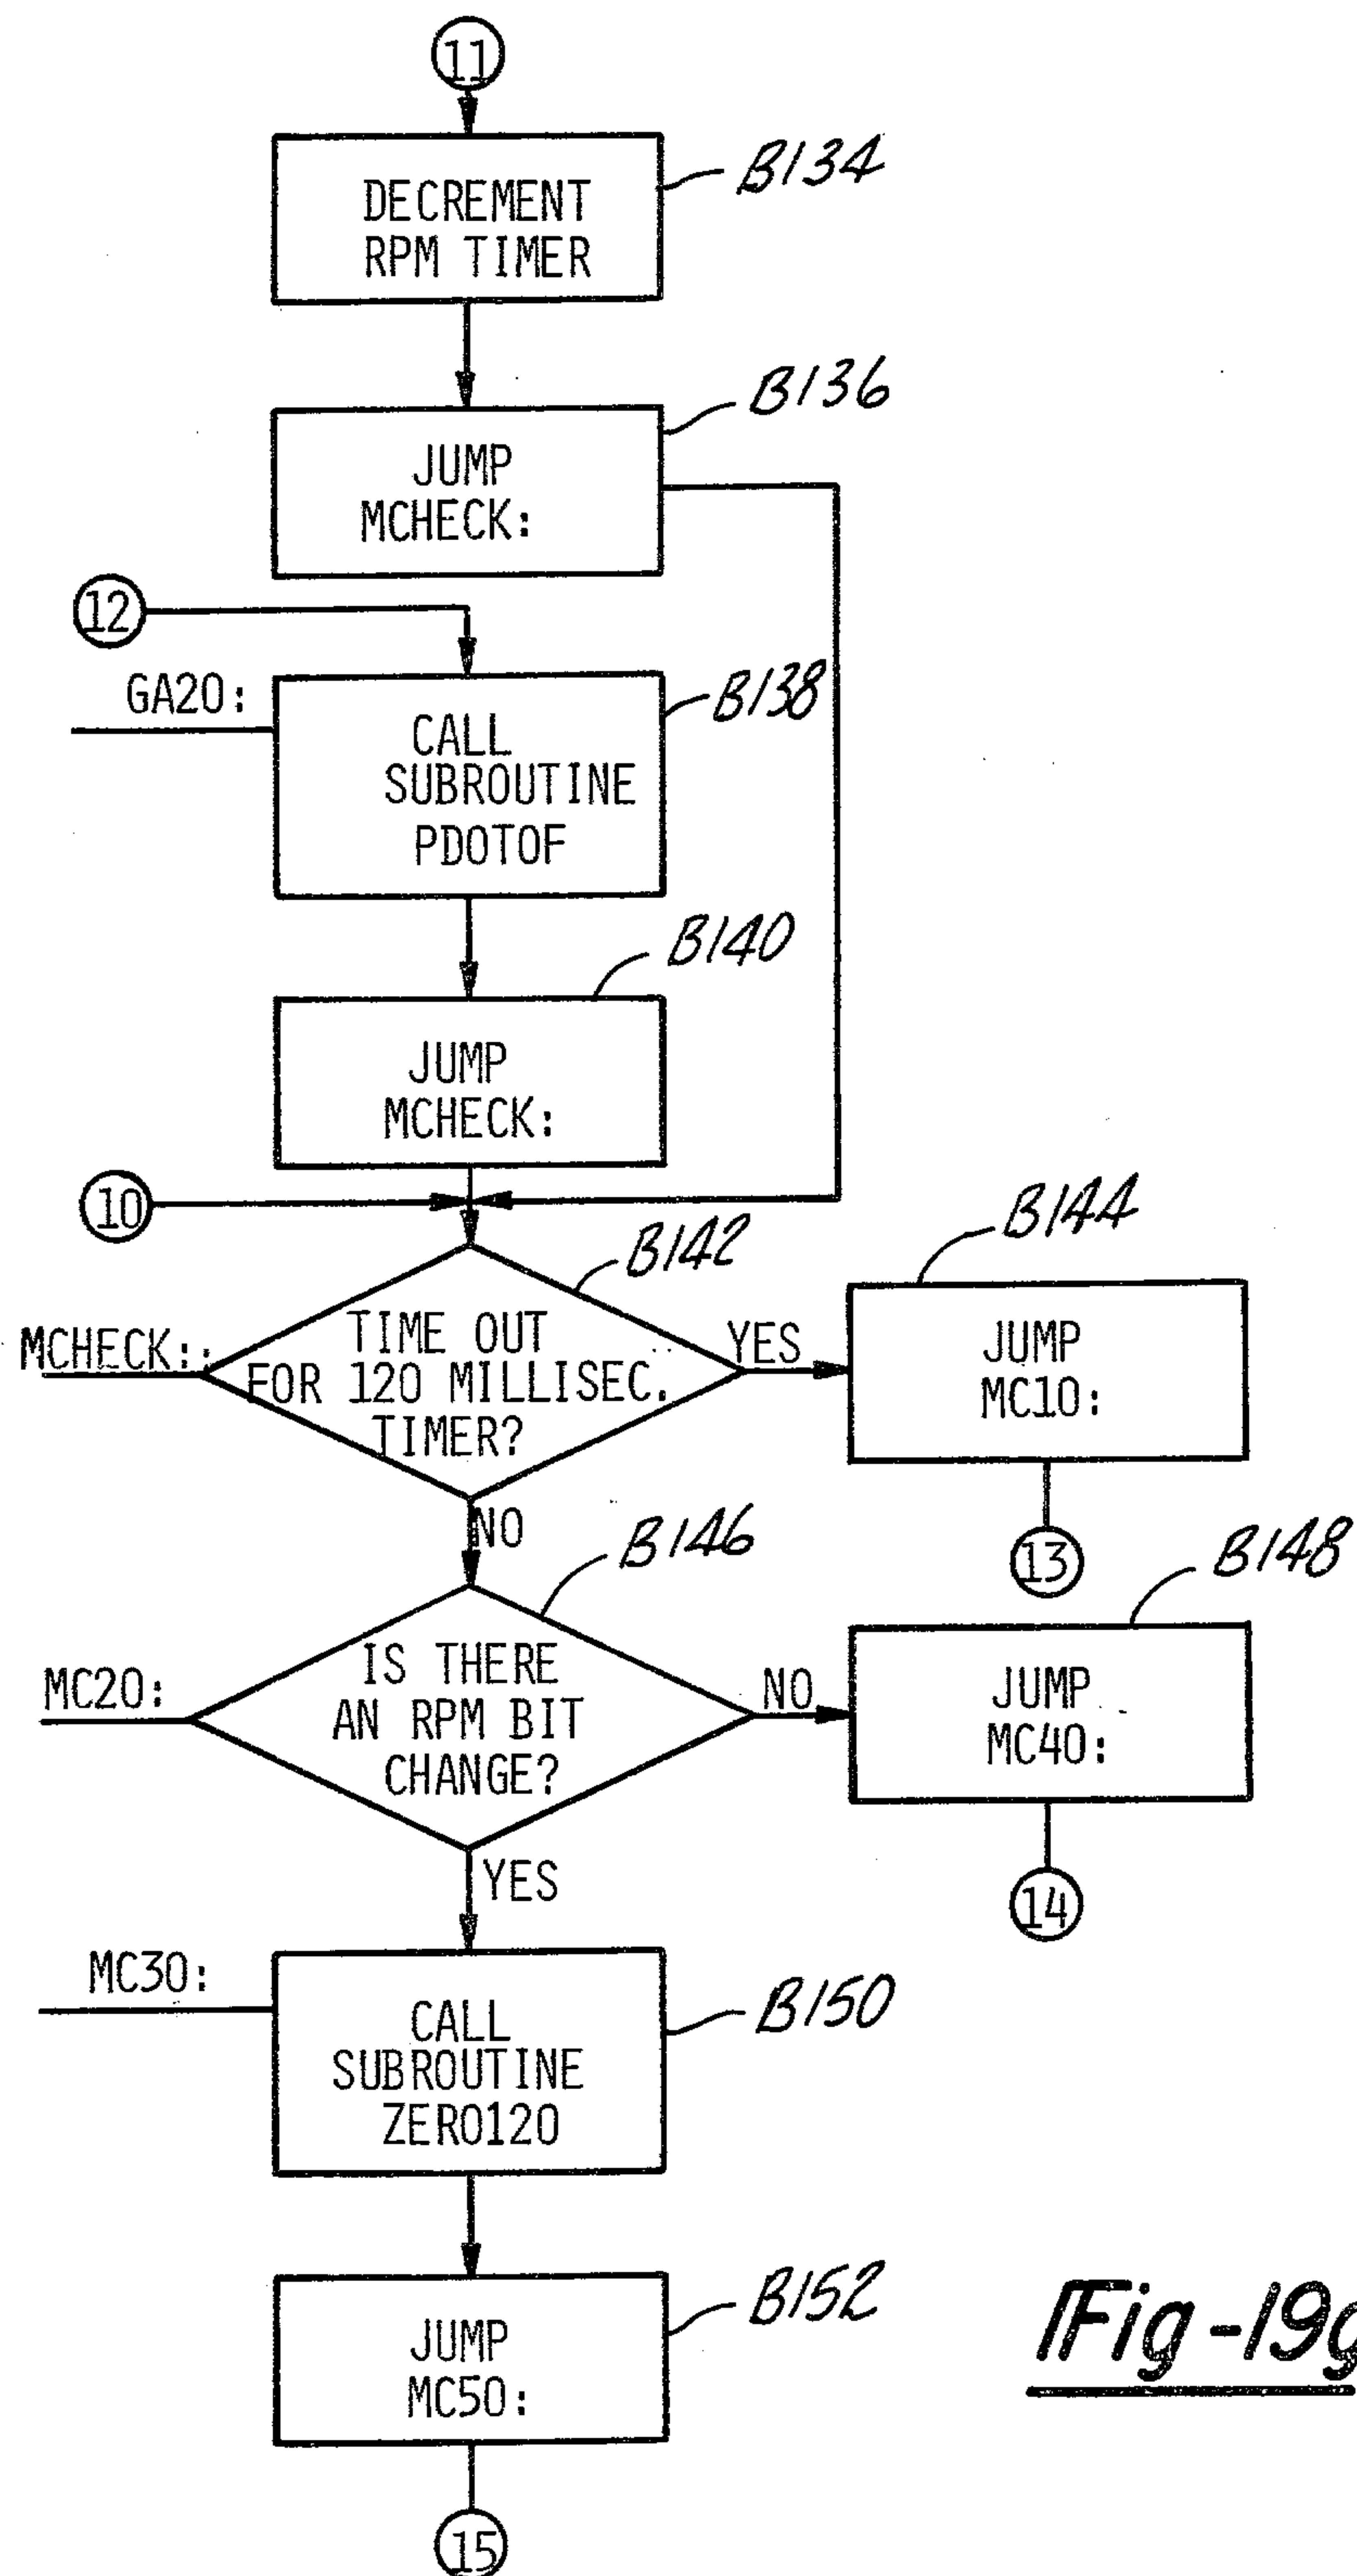 11
B134
DECREMENT
RPM TIMER
B136
JUMP
MCHECK:
12
GA20:
B138
CALL
SUBROUTINE
PDOTOF
B140
JUMP
MCHECK:
10
B142
B144
MCHECK:
TIME OUT
FOR 120 MILLISEC.
TIMER?
YES
JUMP
MC10:
NO
13
B146
B148
MC20:
IS THERE
AN RPM BIT
CHANGE?
NO
JUMP
MC40:
YES
14
MC30:
B150
CALL
SUBROUTINE
ZERO120
B152
JUMP
MC50:
Fig-19g
15